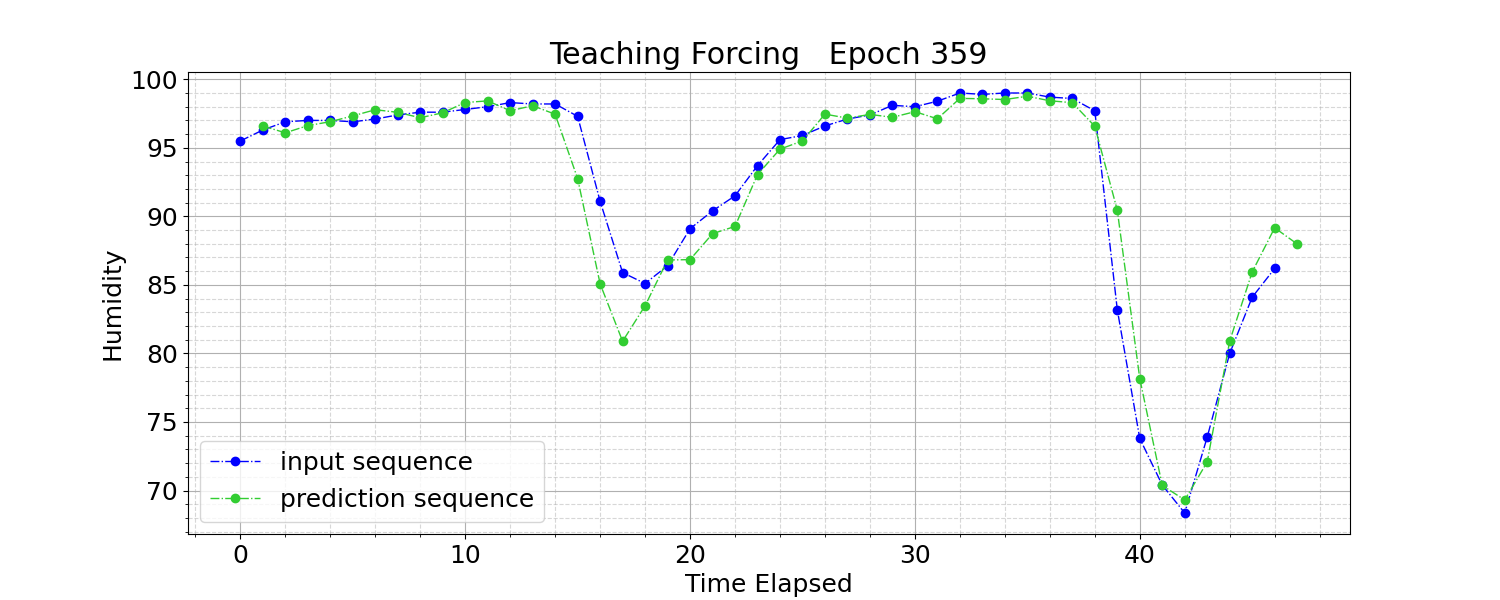 Teaching Forcing   Epoch 359
Humidity
100
95
90
85
80
75
70
input sequence
prediction sequence
0 10 20 30 40
Time Elapsed